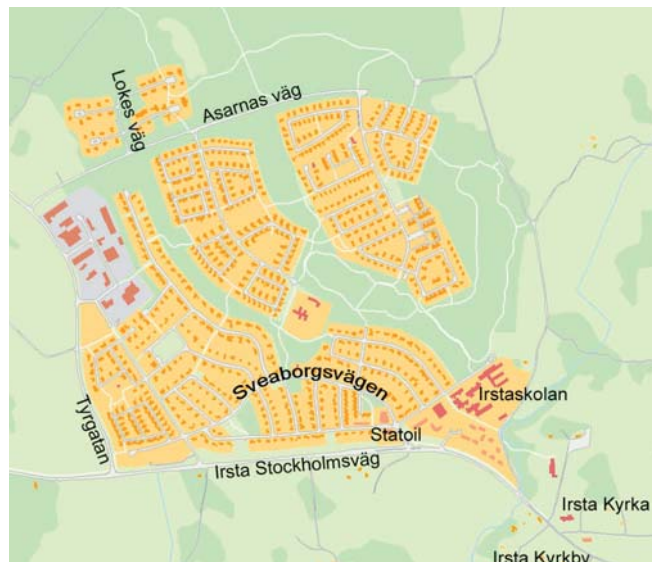 Lokes väg
Asarnas väg
Sveaborgsvägen
Irstaskolan
Tyrgatan
Statoil
Irsta Stockholmsväg
Irsta Kyrka
Irsta Kyrkby